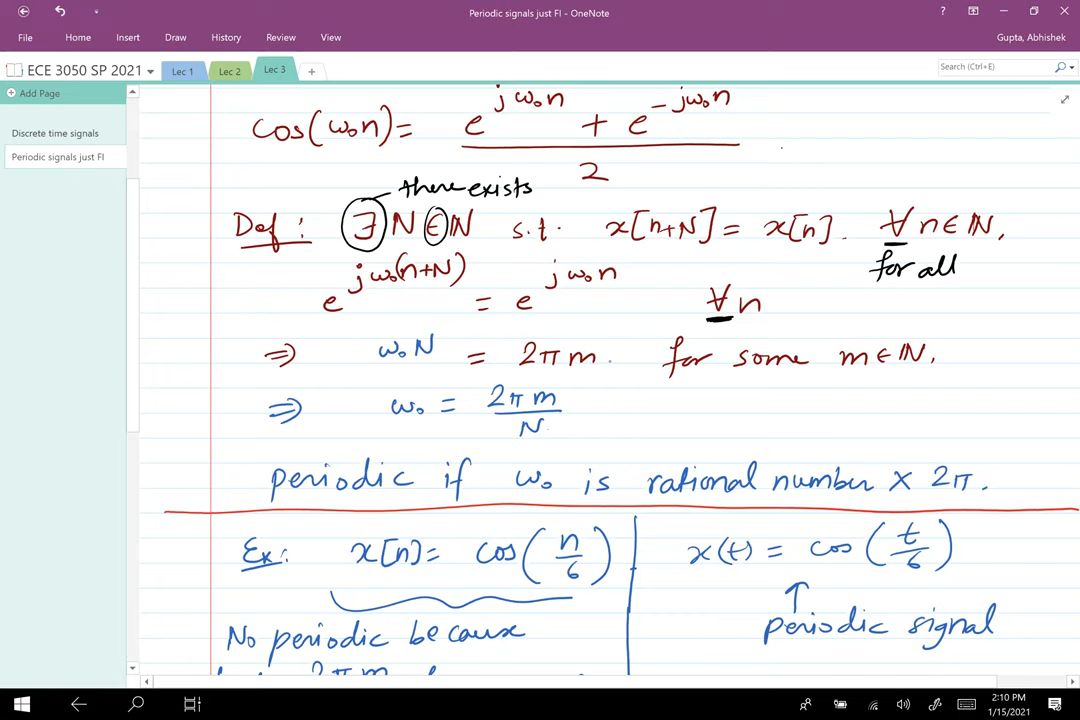 Periodic signals just FI - OneNote
File Home Insert Draw History Review View Gupta, Abhishek
ECE 3050 SP 2021 Lec 1 Lec 2 Lec 3 Search (Ctrl+E)
Add Page
Discrete time signals
Periodic signals just FI
cos(ω₀n) = (e^{jω₀n} + e^{-jω₀n}) / 2
there exists
Def: ∃ N ∈ ℕ s.t. x[n+N] = x[n]. ∀ n ∈ ℕ,
for all
e^{jω₀(n+N)} = e^{jω₀n} ∀n
⇒ ω₀N = 2πm. for some m ∈ ℕ.
⇒ ω₀ = 2πm / N.
periodic if ω₀ is rational number × 2π.
Ex: x[n] = cos(n/6)
No periodic because
2πm
x(t) = cos(t/6)
↑
periodic signal
2:10 PM
1/15/2021